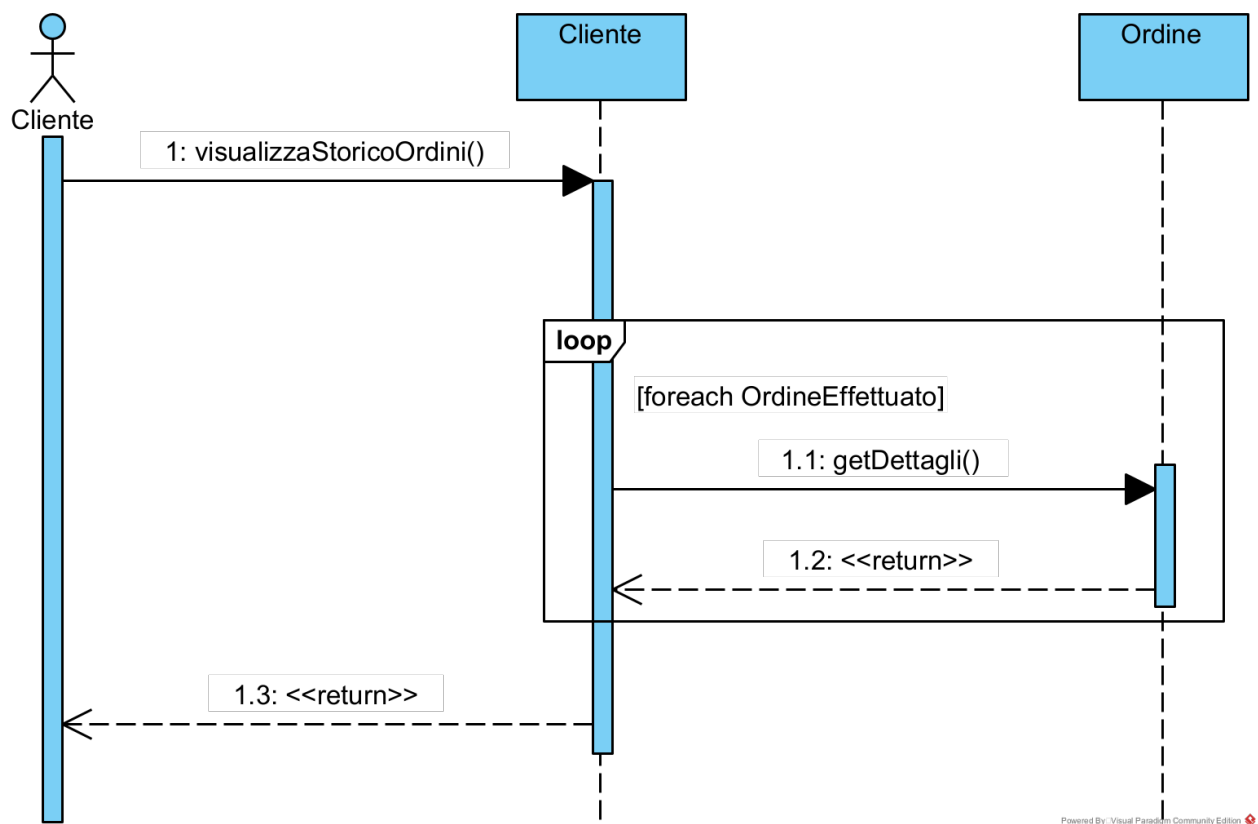 Cliente
Ordine
Cliente
1: visualizzaStoricoOrdini()
loop
[foreach OrdineEffettuato]
1.1: getDettagli()
1.2: <<return>>
1.3: <<return>>
Powered By Visual Paradigm Community Edition